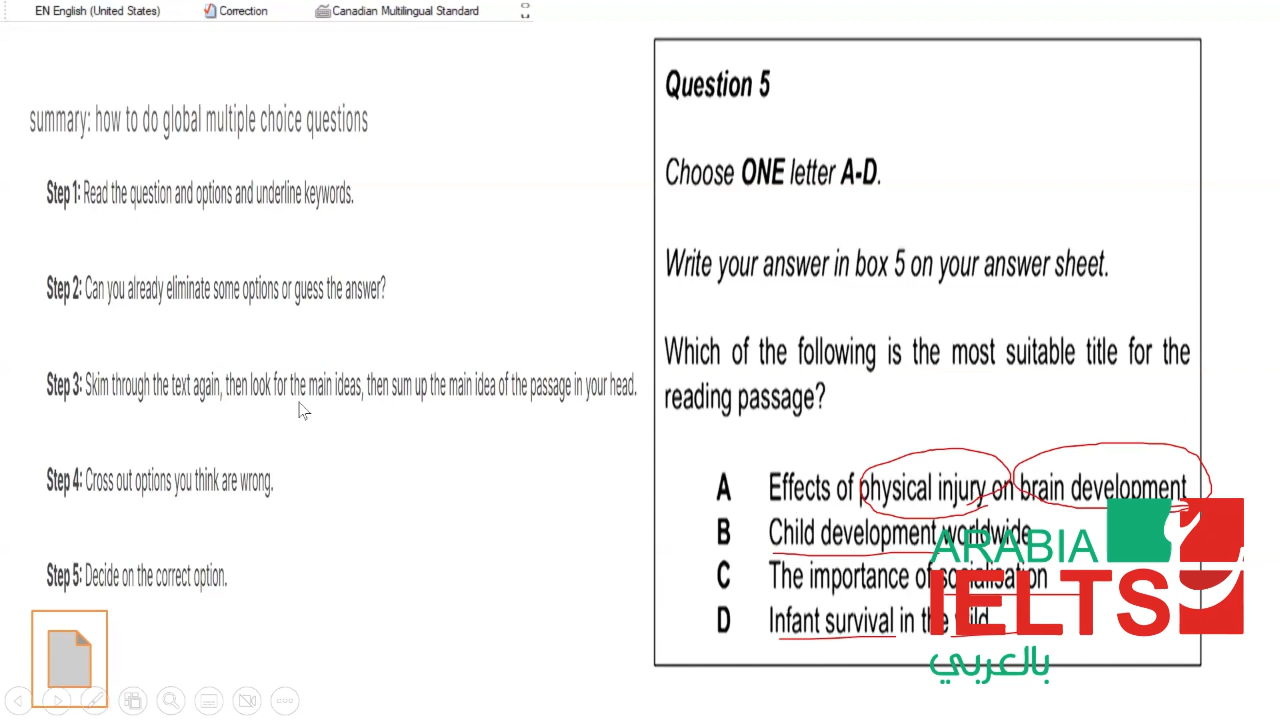 EN English (United States) Correction Canadian Multilingual Standard
summary: how to do global multiple choice questions
Step 1: Read the question and options and underline keywords.
Step 2: Can you already eliminate some options or guess the answer?
Step 3: Skim through the text again, then look for the main ideas, then sum up the main idea of the passage in your head.
Step 4: Cross out options you think are wrong.
Step 5: Decide on the correct option.
Question 5
Choose ONE letter A-D.
Write your answer in box 5 on your answer sheet.
Which of the following is the most suitable title for the
reading passage?
A Effects of physical injury on brain development
B Child development worldwide
C The importance of socialisation
D Infant survival in the wild
ARABIA
IELTS
بالعربي